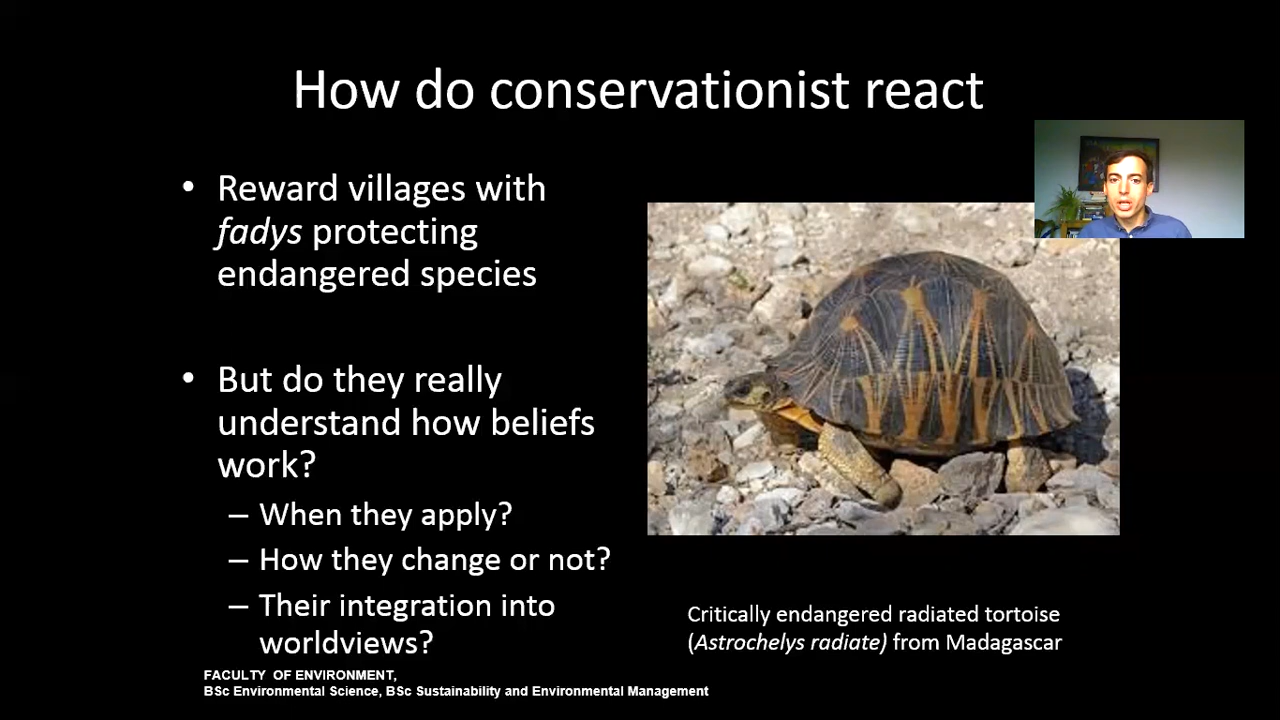 How do conservationist react
• Reward villages with
fadys protecting
endangered species
• But do they really
understand how beliefs
work?
– When they apply?
– How they change or not?
– Their integration into
worldviews?
Critically endangered radiated tortoise
(Astrochelys radiate) from Madagascar
FACULTY OF ENVIRONMENT,
BSc Environmental Science, BSc Sustainability and Environmental Management